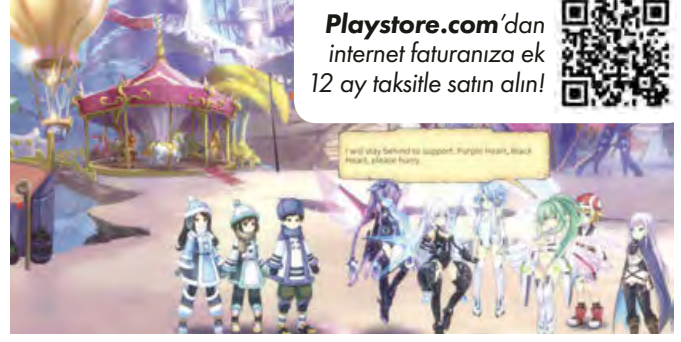 Playstore.com'dan
internet faturanıza ek
12 ay taksitle satın alın!
I will stay behind to support. Purple Heart, Black
Heart, please hurry.